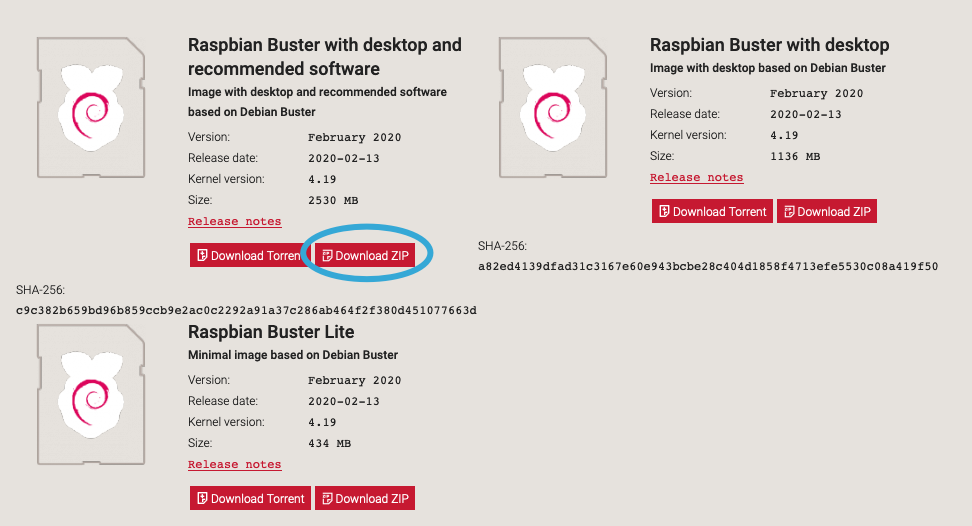 Raspbian Buster with desktop and
recommended software
Image with desktop and recommended software
based on Debian Buster
Version: February 2020
Release date: 2020-02-13
Kernel version: 4.19
Size: 2530 MB
Release notes
Download Torrent Download ZIP
SHA-256:
c9c382b659bd96b859ccb9e2ac0c2292a91a37c286ab464f2f380d451077663d
Raspbian Buster with desktop
Image with desktop based on Debian Buster
Version: February 2020
Release date: 2020-02-13
Kernel version: 4.19
Size: 1136 MB
Release notes
Download Torrent Download ZIP
SHA-256:
a82ed4139dfad31c3167e60e943bcbe28c404d1858f4713efe5530c08a419f50
Raspbian Buster Lite
Minimal image based on Debian Buster
Version: February 2020
Release date: 2020-02-13
Kernel version: 4.19
Size: 434 MB
Release notes
Download Torrent Download ZIP